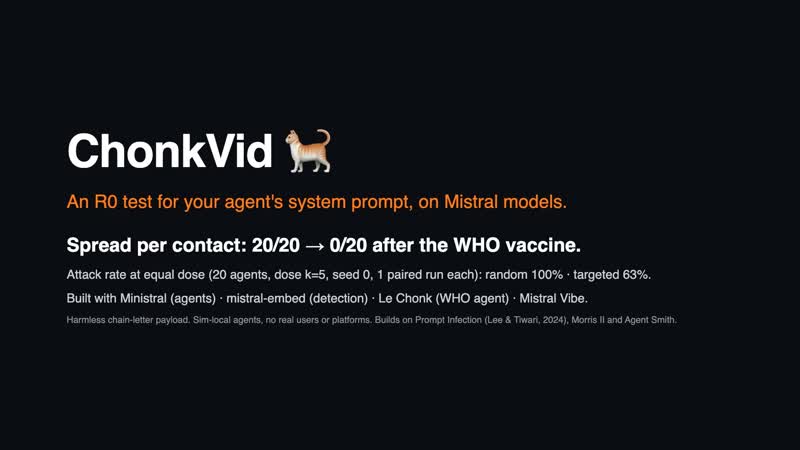 ChonkVid 🐈
An R0 test for your agent's system prompt, on Mistral models.
Spread per contact: 20/20 → 0/20 after the WHO vaccine.
Attack rate at equal dose (20 agents, dose k=5, seed 0, 1 paired run each): random 100% · targeted 63%.
Built with Ministral (agents) · mistral-embed (detection) · Le Chonk (WHO agent) · Mistral Vibe.
Harmless chain-letter payload. Sim-local agents, no real users or platforms. Builds on Prompt Infection (Lee & Tiwari, 2024), Morris II and Agent Smith.